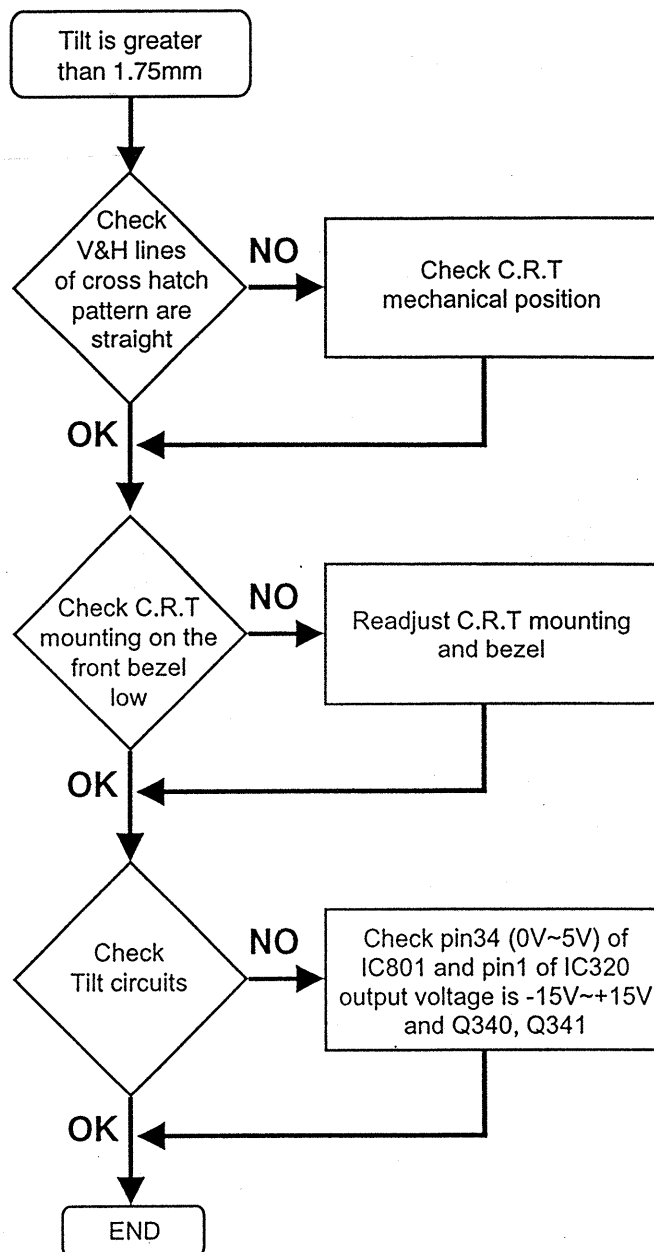 Tilt is greater
than 1.75mm
Check
V&H lines
of cross hatch
pattern are
straight
NO
Check C.R.T
mechanical position
OK
Check C.R.T
mounting on the
front bezel
low
NO
Readjust C.R.T mounting
and bezel
OK
Check
Tilt circuits
NO
Check pin34 (0V~5V) of
IC801 and pin1 of IC320
output voltage is -15V~+15V
and Q340, Q341
OK
END